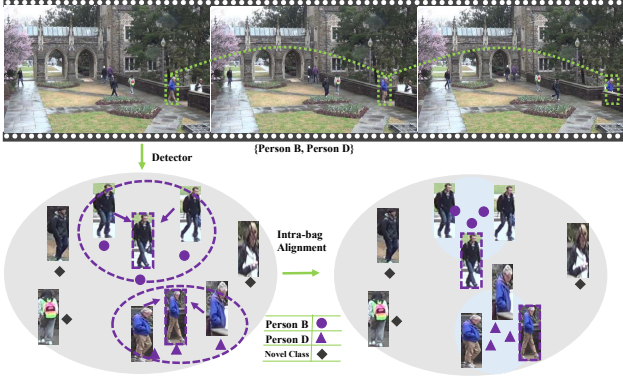 {Person B, Person D}
Detector
Intra-bag
Alignment
Person B
Person D
Novel Class